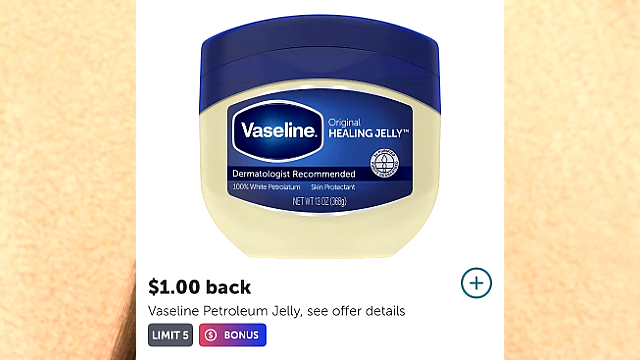 Vaseline.
Original
HEALING JELLY™
Dermatologist Recommended
100% White Petrolatum Skin Protectant
NET WT 13 OZ (368g)
$1.00 back
Vaseline Petroleum Jelly, see offer details
LIMIT 5
BONUS